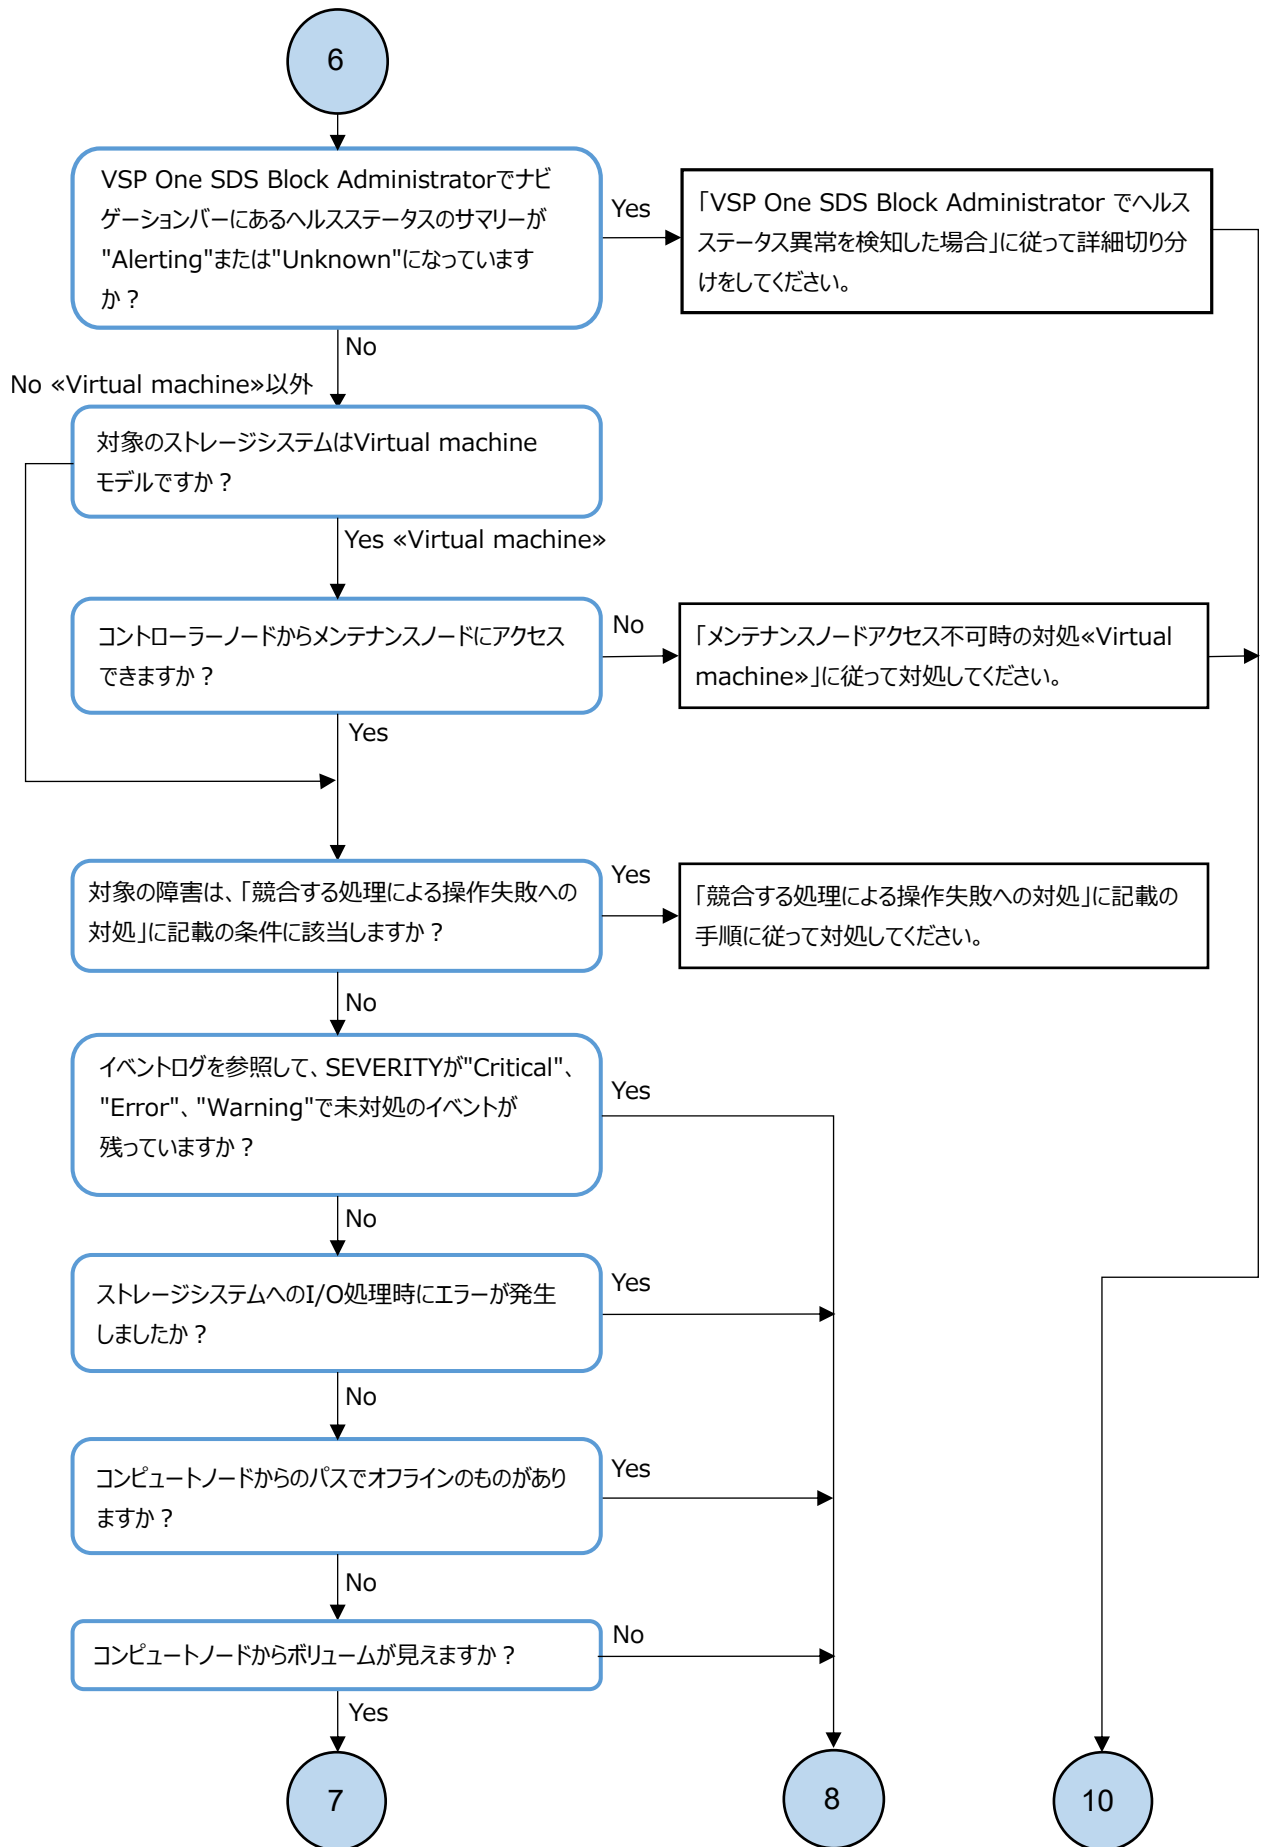 6
VSP One SDS Block Administratorでナビ
ゲーションバーにあるヘルスステータスのサマリーが
"Alerting"または"Unknown"になっています
か？
Yes
「VSP One SDS Block Administrator でヘルス
ステータス異常を検知した場合」に従って詳細切り分
けをしてください。
No
No «Virtual machine»以外
対象のストレージシステムはVirtual machine
モデルですか？
Yes «Virtual machine»
コントローラーノードからメンテナンスノードにアクセス
できますか？
No
「メンテナンスノードアクセス不可時の対処«Virtual
machine»」に従って対処してください。
Yes
対象の障害は、「競合する処理による操作失敗への
対処」に記載の条件に該当しますか？
Yes
「競合する処理による操作失敗への対処」に記載の
手順に従って対処してください。
No
イベントログを参照して、SEVERITYが"Critical"、
"Error"、"Warning"で未対処のイベントが
残っていますか？
Yes
No
ストレージシステムへのI/O処理時にエラーが発生
しましたか？
Yes
No
コンピュートノードからのパスでオフラインのものがあり
ますか？
Yes
No
コンピュートノードからボリュームが見えますか？
No
Yes
7
8
10